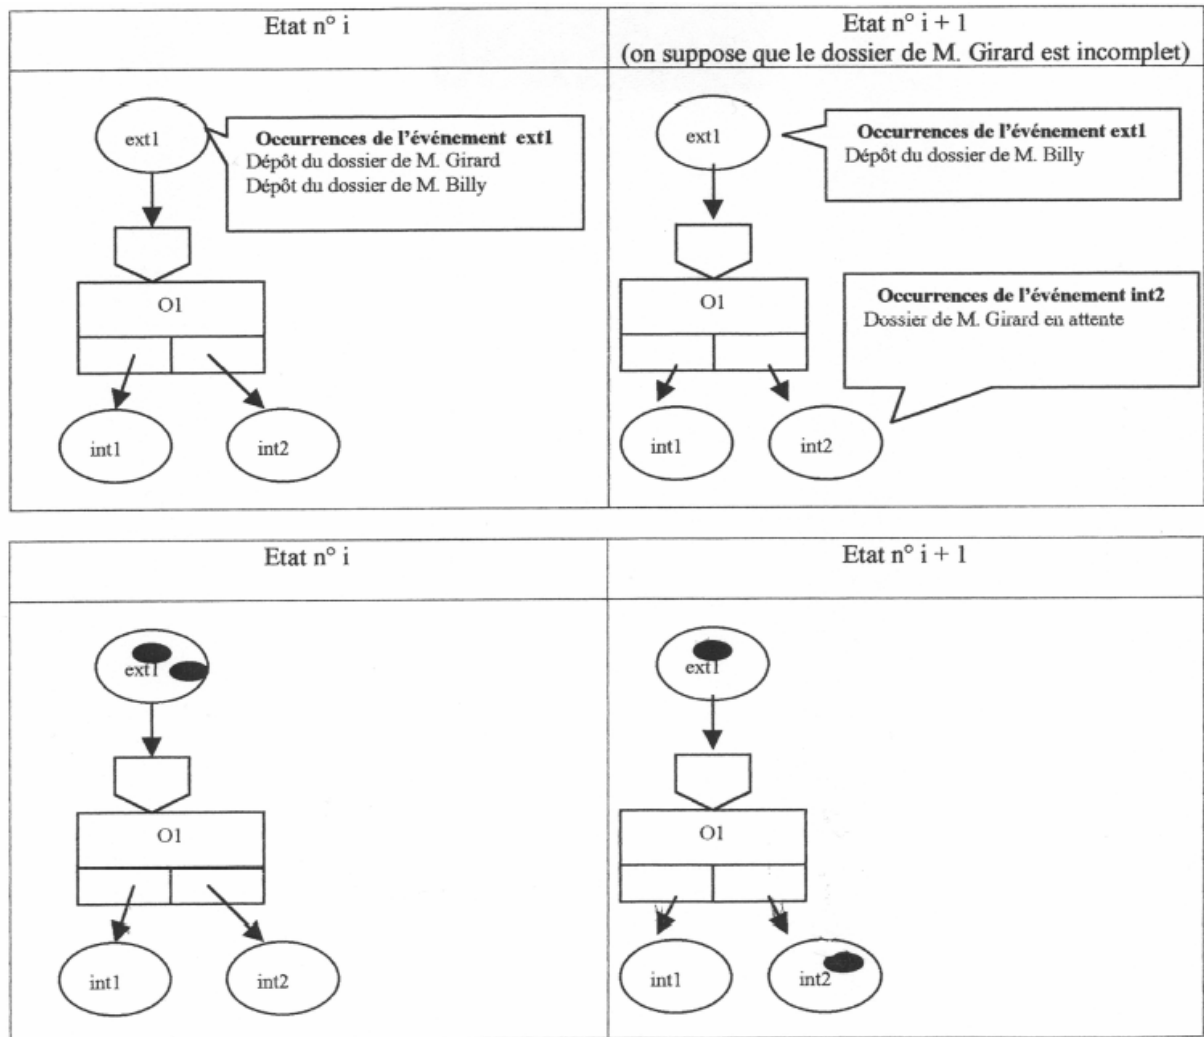 Etat n° i
Etat n° i + 1
(on suppose que le dossier de M. Girard est incomplet)
ext1
Occurrences de l'événement ext1
Dépôt du dossier de M. Girard
Dépôt du dossier de M. Billy
O1
int1
int2
ext1
Occurrences de l'événement ext1
Dépôt du dossier de M. Billy
O1
Occurrences de l'événement int2
Dossier de M. Girard en attente
int1
int2
Etat n° i
Etat n° i + 1
ext1
O1
int1
int2
ext1
O1
int1
int2